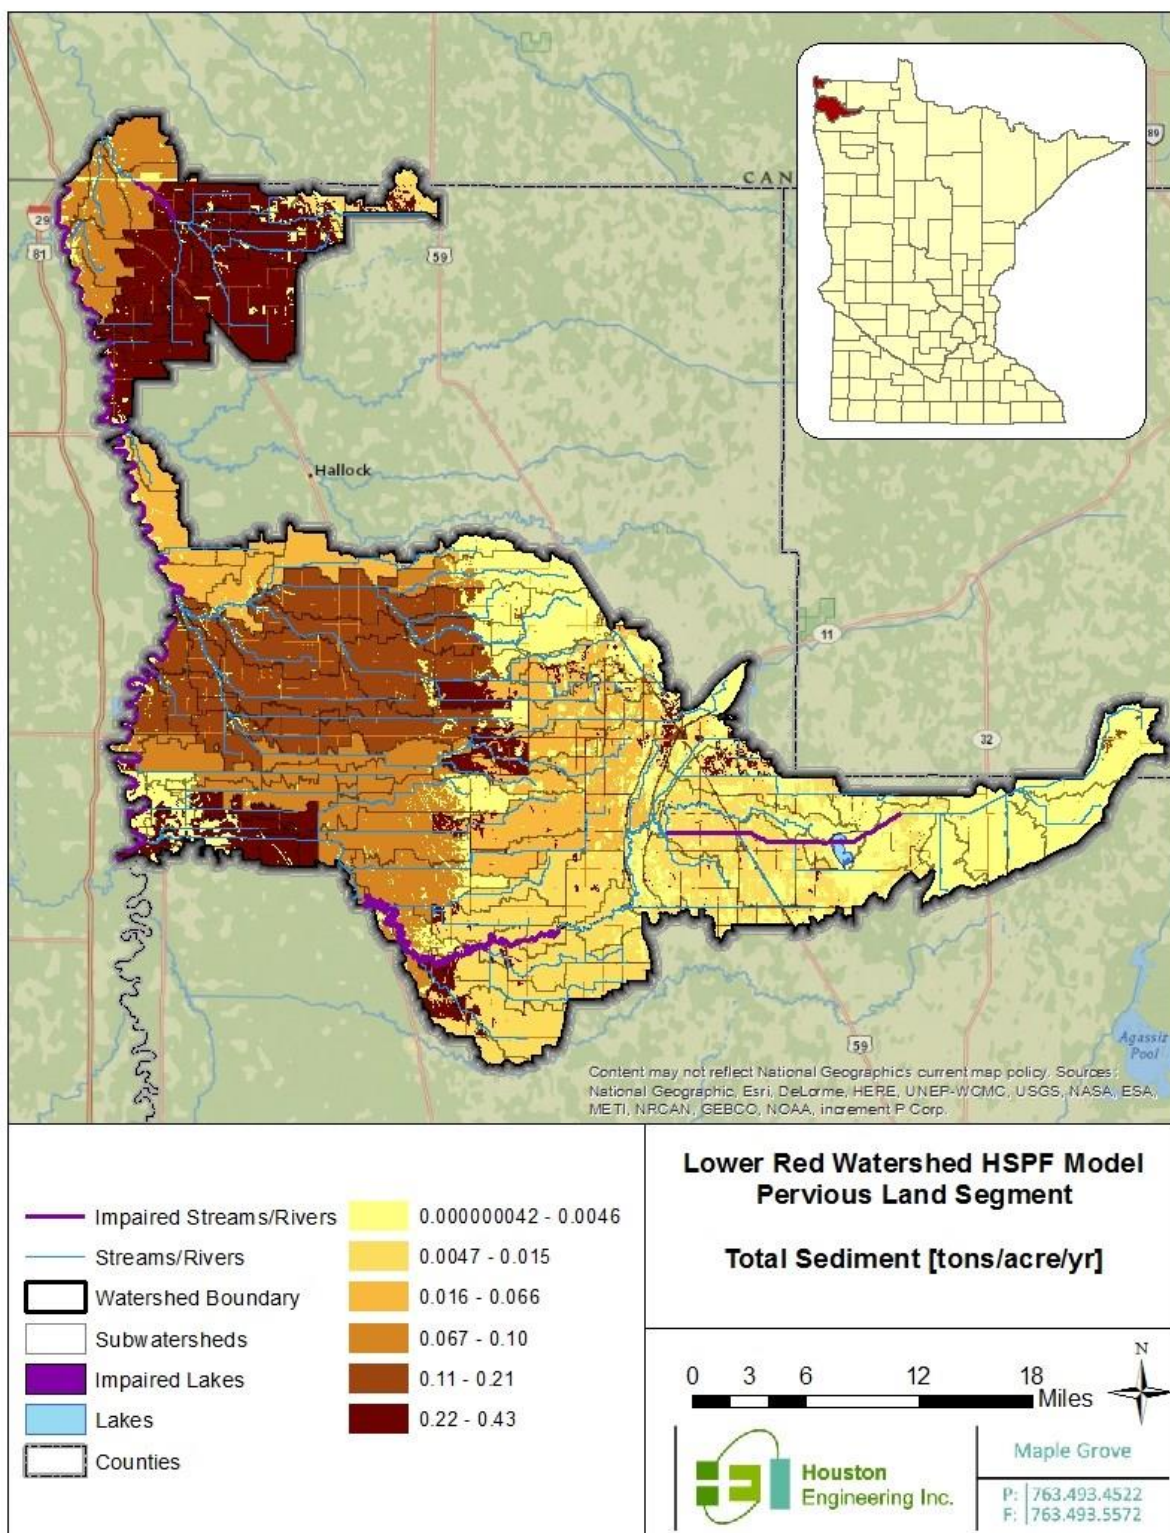 CAN
89
29
81
59
Hallock
11
32
59
Agassiz
Pool
Content may not reflect National Geographic's current map policy. Sources:
National Geographic, Esri, DeLorme, HERE, UNEP-WCMC, USGS, NASA, ESA,
METI, NRCAN, GEBCO, NOAA, increment P Corp.
Impaired Streams/Rivers
Streams/Rivers
Watershed Boundary
Subwatersheds
Impaired Lakes
Lakes
Counties
0.000000042 - 0.0046
0.0047 - 0.015
0.016 - 0.066
0.067 - 0.10
0.11 - 0.21
0.22 - 0.43
Lower Red Watershed HSPF Model
Pervious Land Segment
Total Sediment [tons/acre/yr]
N
0 3 6 12 18
Miles
Houston
Engineering Inc.
Maple Grove
P: 763.493.4522
F: 763.493.5572